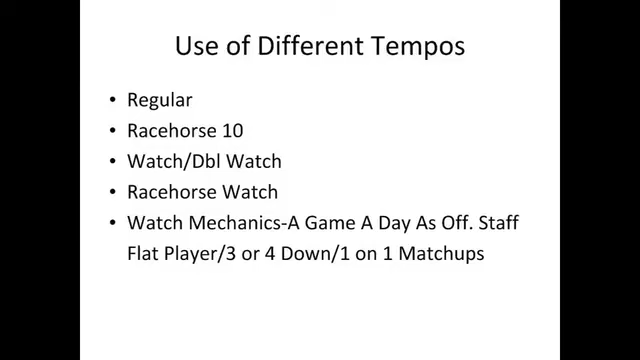 Use of Different Tempos
• Regular
• Racehorse 10
• Watch/Dbl Watch
• Racehorse Watch
• Watch Mechanics-A Game A Day As Off. Staff
Flat Player/3 or 4 Down/1 on 1 Matchups